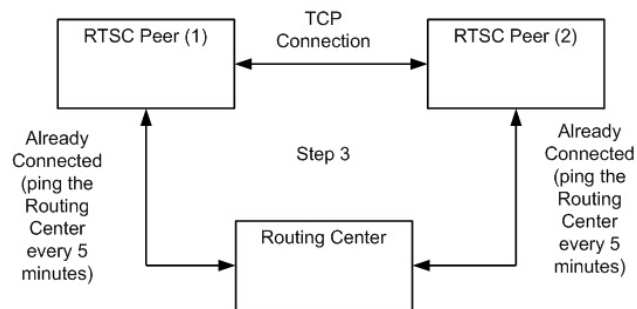 TCP
Connection
RTSC Peer (1)
RTSC Peer (2)
Already
Connected
(ping the
Routing
Center
every 5
minutes)
Step 3
Already
Connected
(ping the
Routing
Center
every 5
minutes)
Routing Center